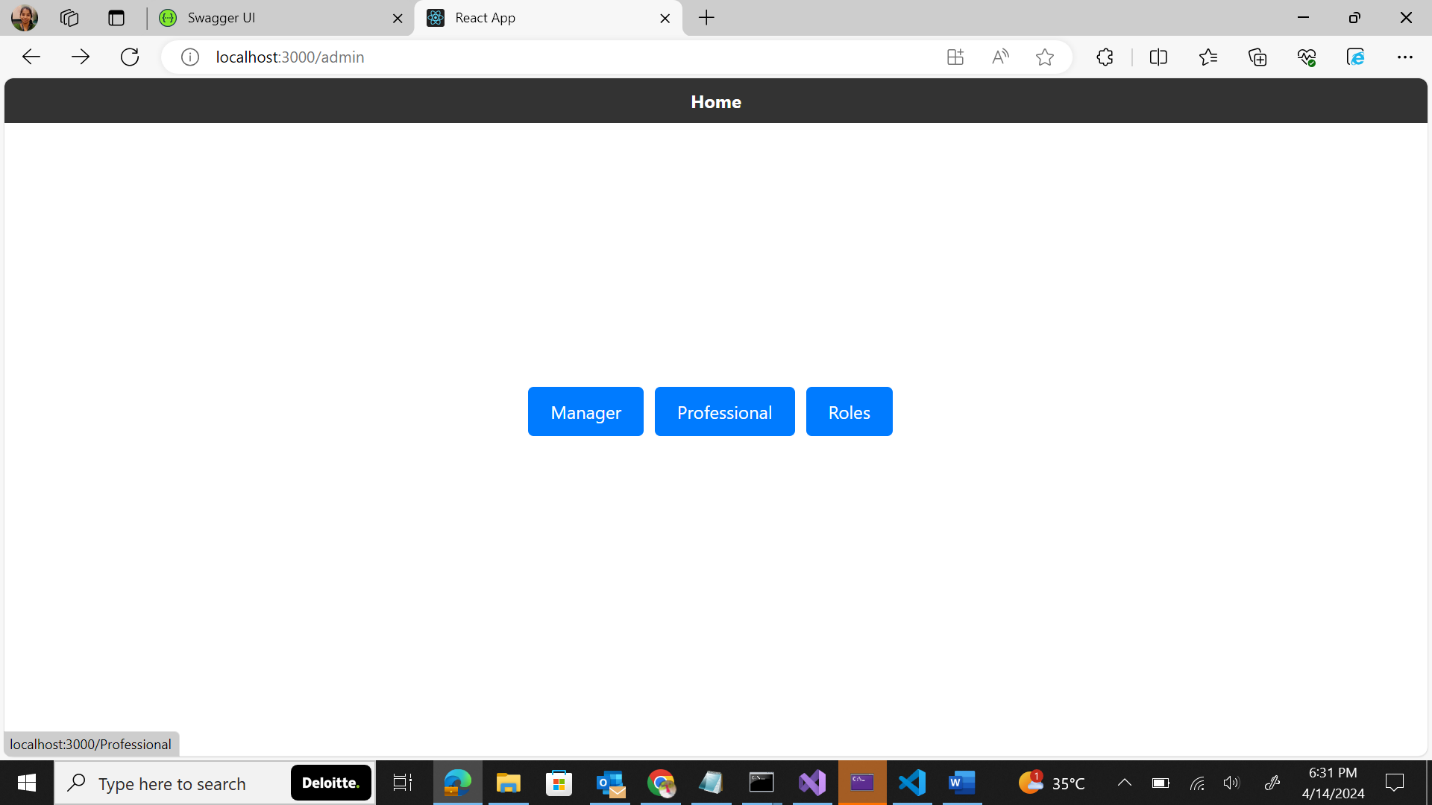 Swagger UI
React App
localhost:3000/admin
Home
Manager Professional Roles
localhost:3000/Professional
Type here to search
Deloitte.
1
35°C
6:31 PM
4/14/2024